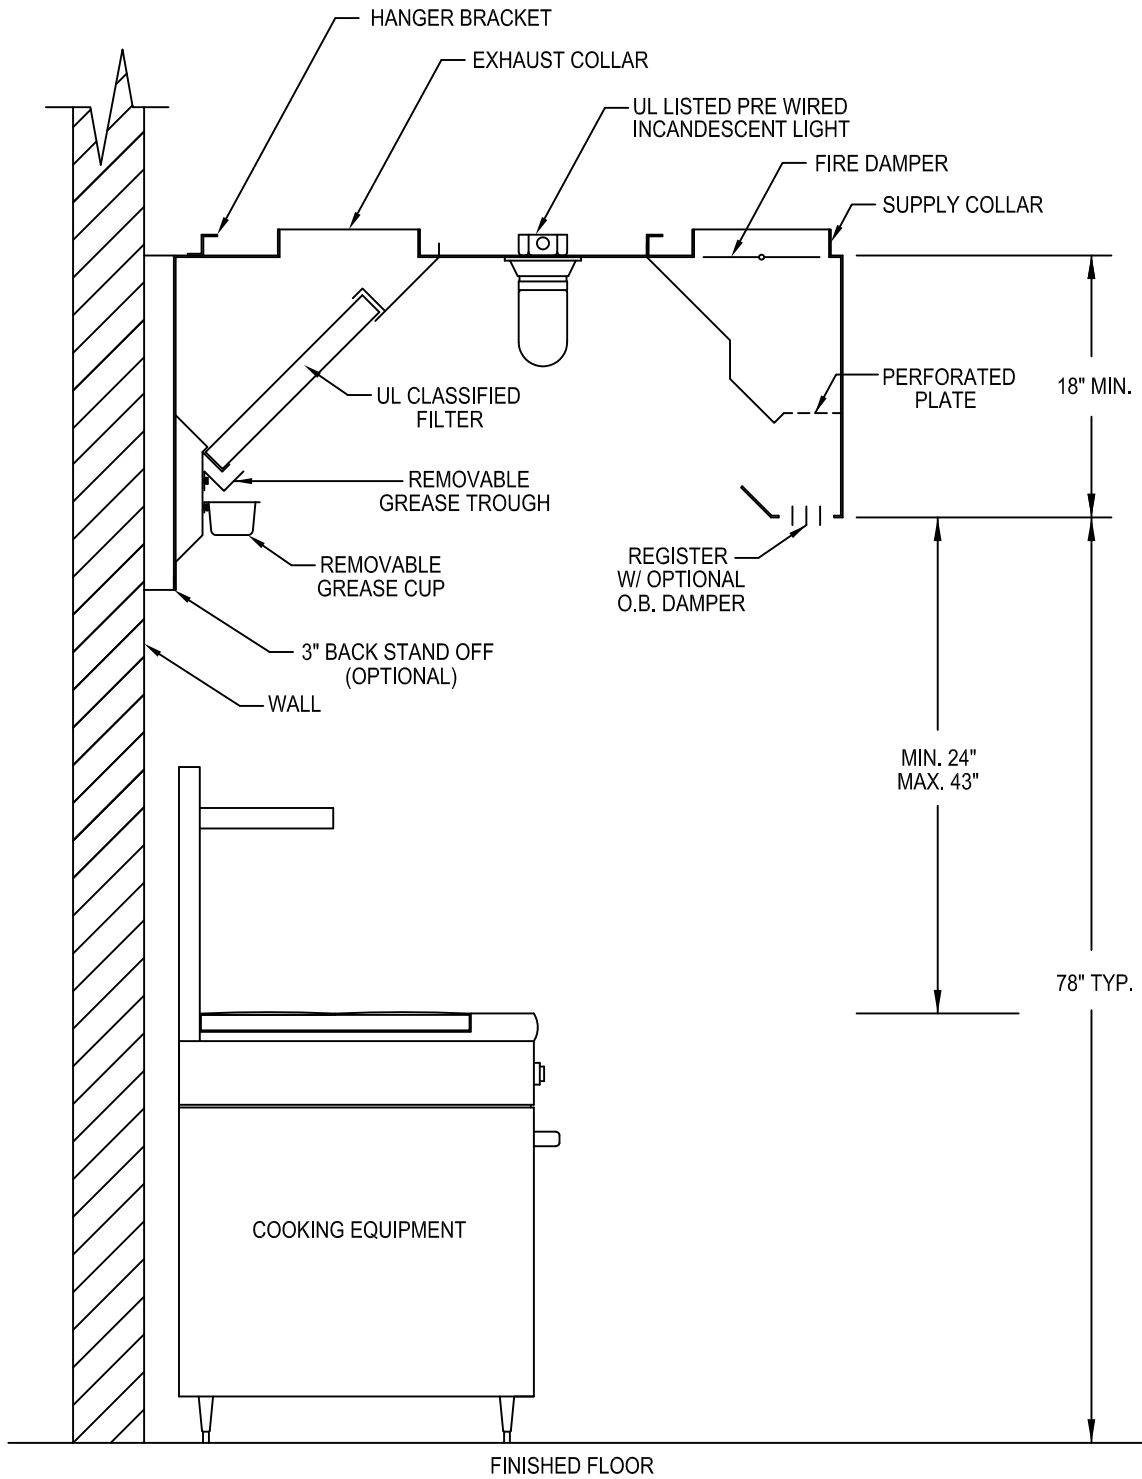 HANGER BRACKET
EXHAUST COLLAR
UL LISTED PRE WIRED
INCANDESCENT LIGHT
FIRE DAMPER
SUPPLY COLLAR
UL CLASSIFIED
FILTER
PERFORATED
PLATE
18" MIN.
REMOVABLE
GREASE TROUGH
REMOVABLE
GREASE CUP
REGISTER
W/ OPTIONAL
O.B. DAMPER
3" BACK STAND OFF
(OPTIONAL)
WALL
MIN. 24"
MAX. 43"
78" TYP.
COOKING EQUIPMENT
FINISHED FLOOR